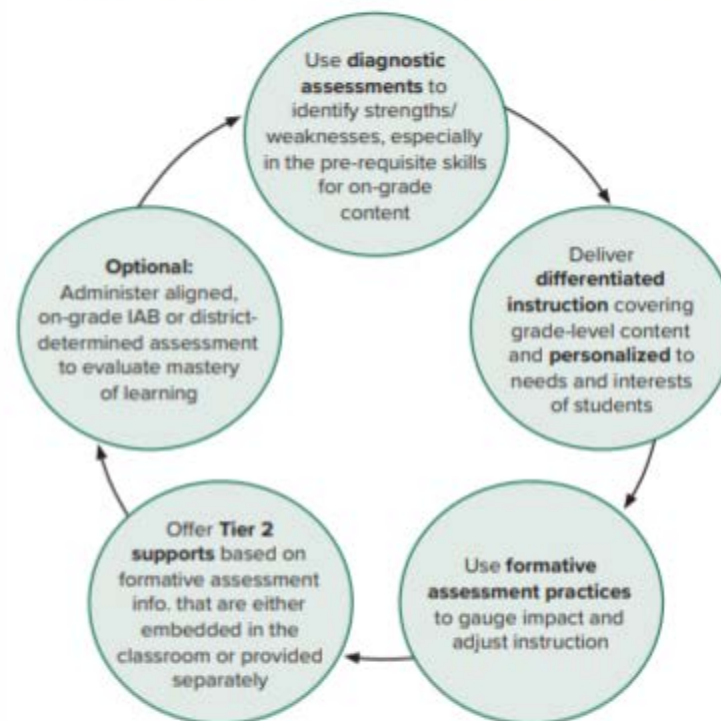 Use diagnostic
assessments to
identify strengths/
weaknesses, especially
in the pre-requisite skills
for on-grade
content
Deliver
differentiated
instruction covering
grade-level content
and personalized to
needs and interests
of students
Use formative
assessment practices
to gauge impact and
adjust instruction
Offer Tier 2
supports based on
formative assessment
info. that are either
embedded in the
classroom or provided
separately
Optional:
Administer aligned,
on-grade IAB or district-
determined assessment
to evaluate mastery
of learning